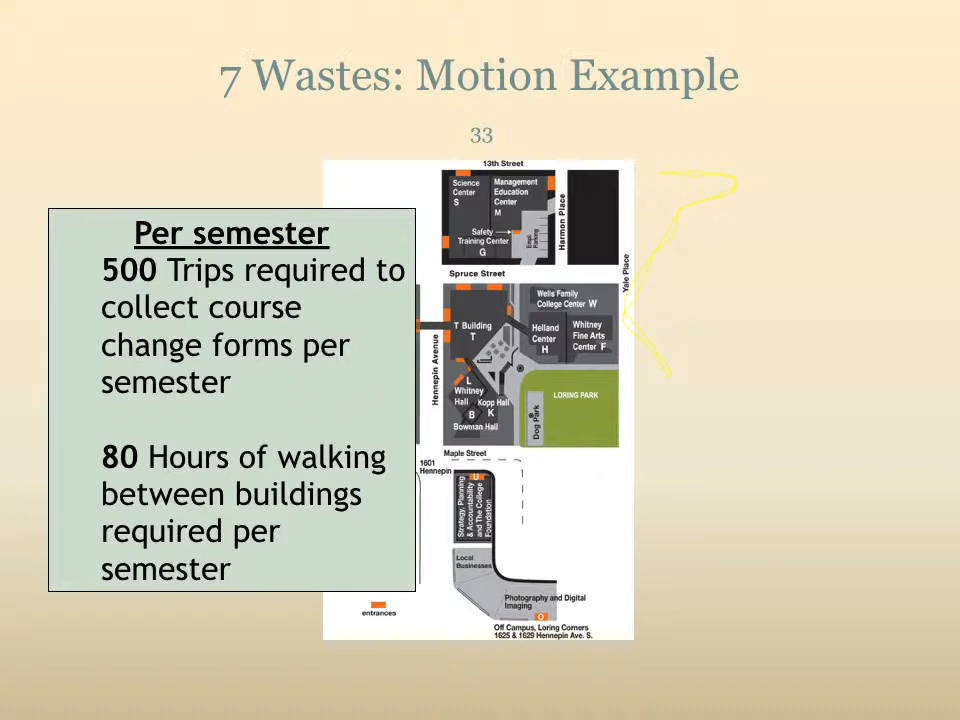 7 Wastes: Motion Example
33
Per semester
500 Trips required to
collect course
change forms per
semester
80 Hours of walking
between buildings
required per
semester
13th Street
Science
Center
S
Management
Education
Center
M
Safety
Training Center
G
Empl.
Parking
Harmon Place
Yale Place
Spruce Street
Wells Family
College Center W
T Building
T
Helland
Center
H
Whitney
Fine Arts
Center F
Hennepin Avenue
L
Whitney
Hall
Kopp Hall
K
B
Bowman Hall
LORING PARK
Dog Park
Maple Street
1601
Hennepin
U
Strategy, Planning
& Accountability
and The College
Foundation
Local
Businesses
Photography and Digital
Imaging
O
entrances
Off Campus, Loring Corners
1625 & 1629 Hennepin Ave. S.